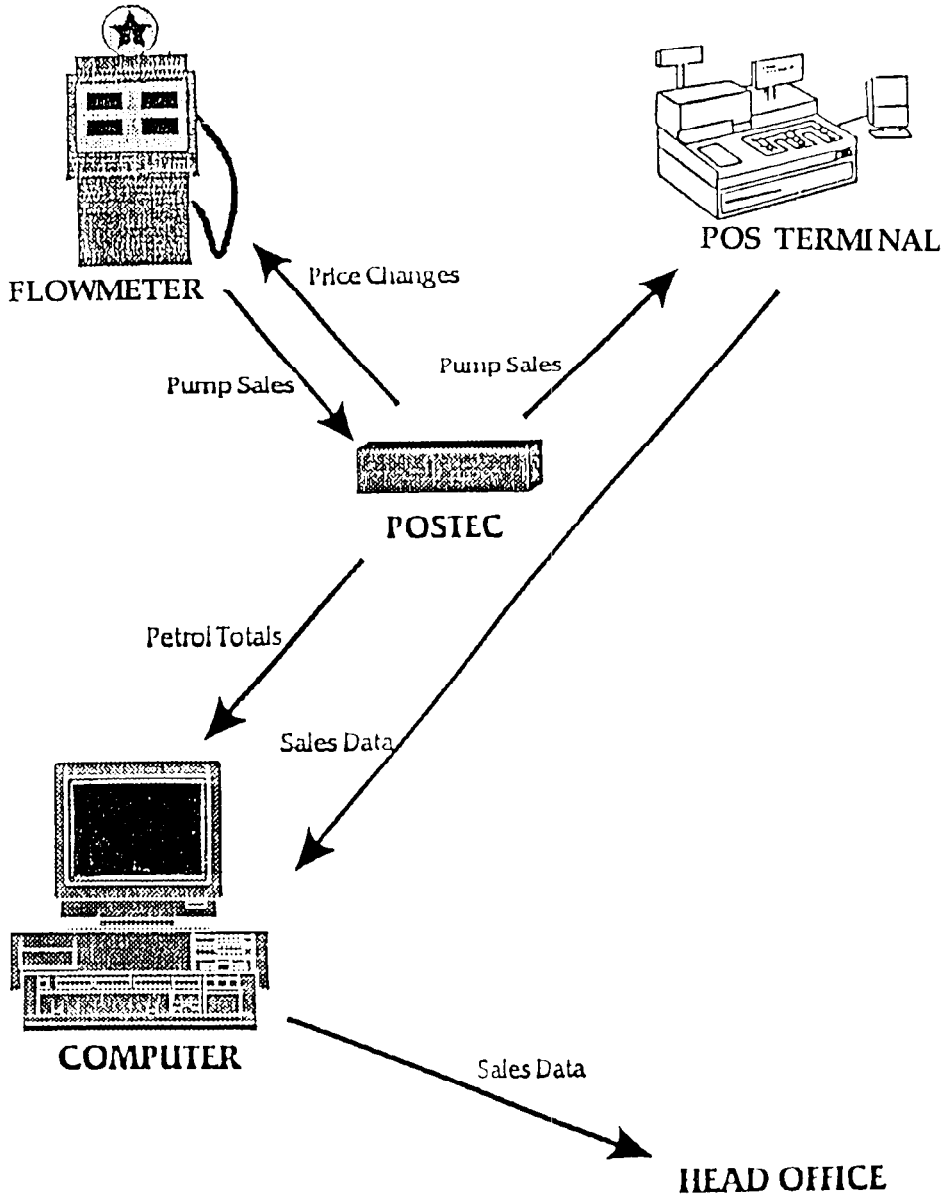 POS TERMINAL
FLOWMETER
Price Changes
Pump Sales
Pump Sales
POSTEC
Petrol Totals
Sales Data
COMPUTER
Sales Data
HEAD OFFICE